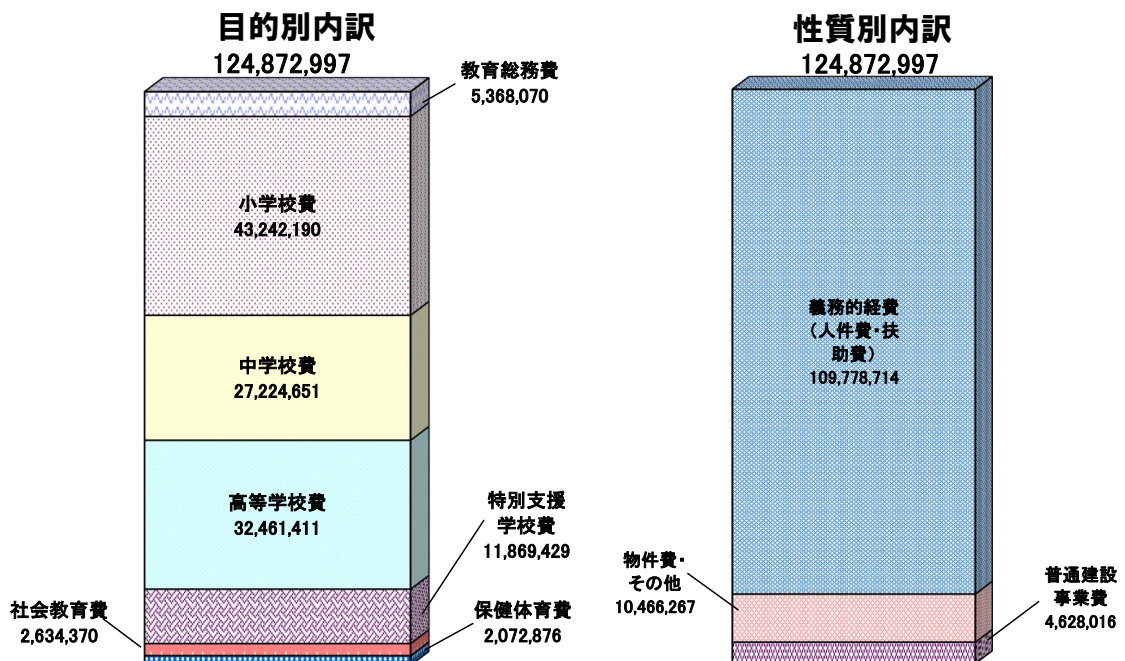 目的別内訳
124,872,997
教育総務費
5,368,070
小学校費
43,242,190
中学校費
27,224,651
高等学校費
32,461,411
特別支援
学校費
11,869,429
社会教育費
2,634,370
保健体育費
2,072,876
性質別内訳
124,872,997
義務的経費
（人件費・扶
助費）
109,778,714
物件費・
その他
10,466,267
普通建設
事業費
4,628,016